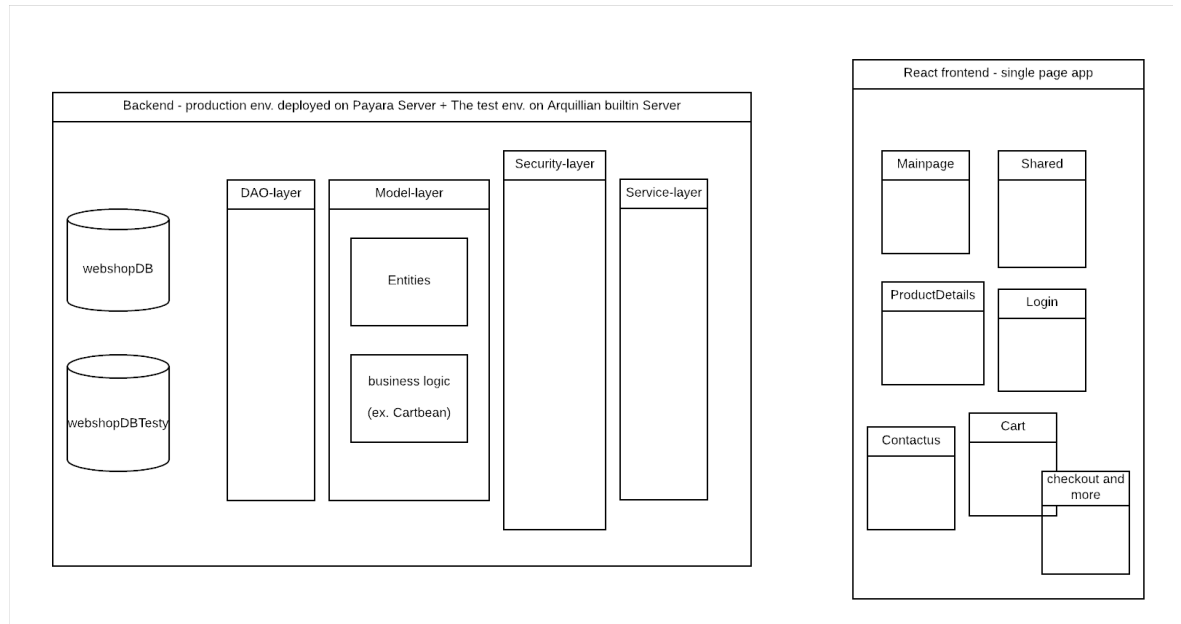 Backend - production env. deployed on Payara Server + The test env. on Arquillian builtin Server
webshopDB
webshopDBTesty
DAO-layer
Model-layer
Entities
business logic
(ex. Cartbean)
Security-layer
Service-layer
React frontend - single page app
Mainpage
Shared
ProductDetails
Login
Contactus
Cart
checkout and
more